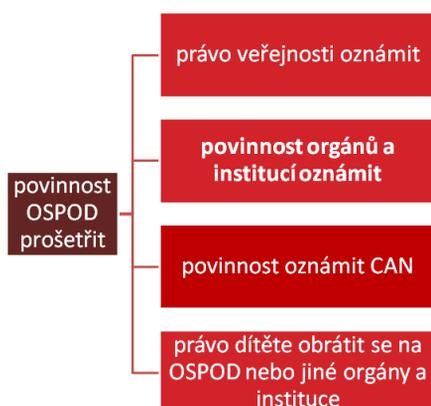 povinnost
OSPOD
prošetřit
právo veřejnosti oznámit
povinnost orgánů a
institucí oznámit
povinnost oznámit CAN
právo dítěte obrátit se na
OSPOD nebo jiné orgány a
instituce